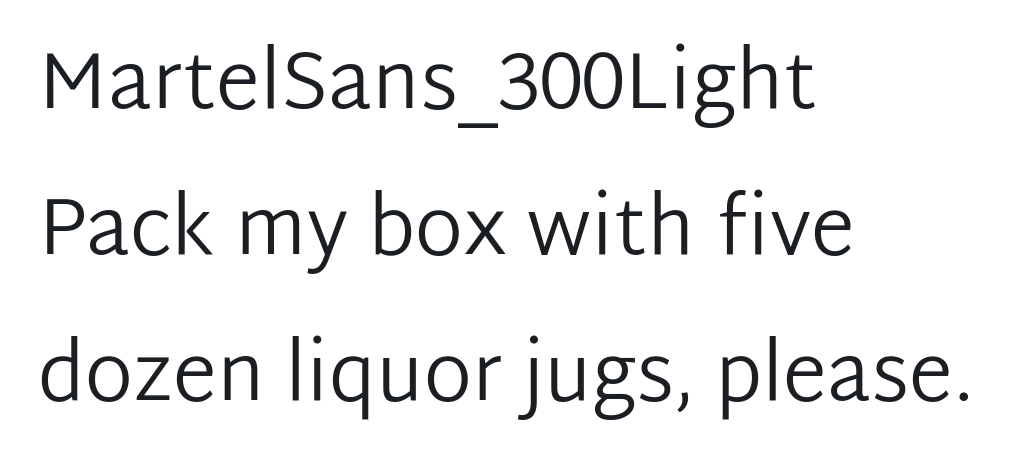 MartelSans_300Light
Pack my box with five
dozen liquor jugs, please.